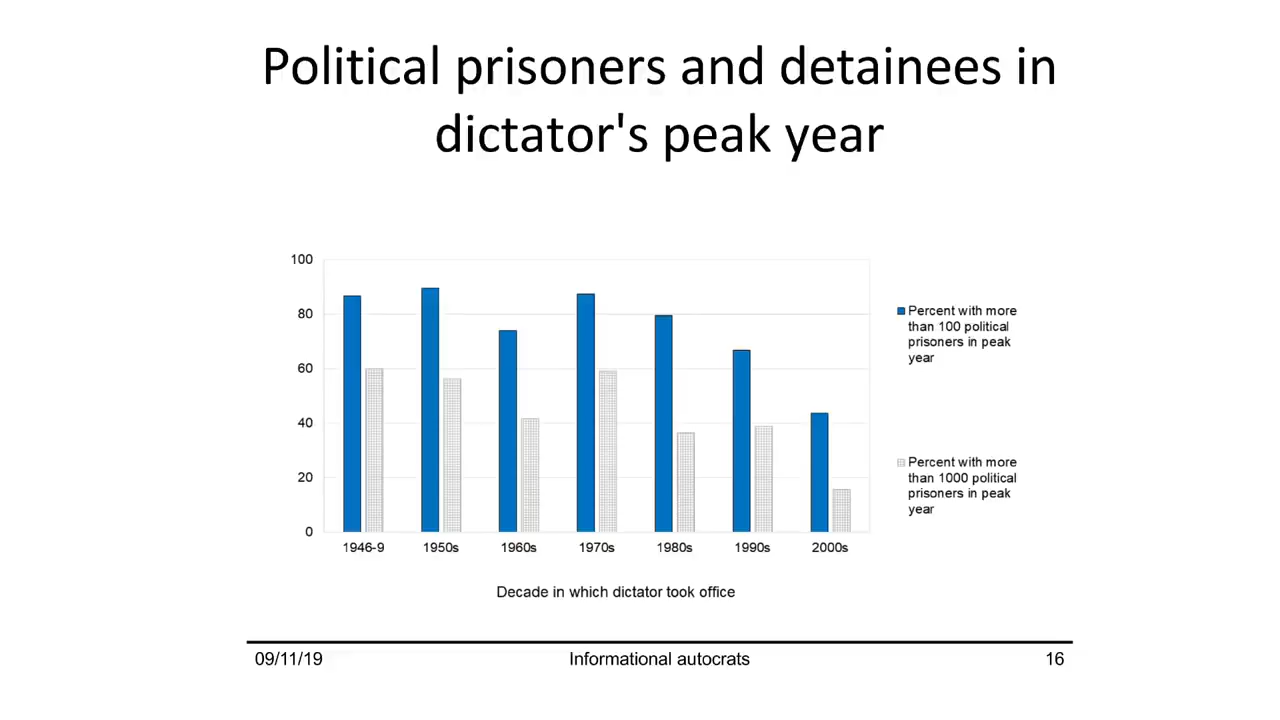 Political prisoners and detainees in
dictator's peak year
100
80
60
40
20
0
1946-9 1950s 1960s 1970s 1980s 1990s 2000s
Decade in which dictator took office
Percent with more
than 100 political
prisoners in peak
year
Percent with more
than 1000 political
prisoners in peak
year
09/11/19 Informational autocrats 16